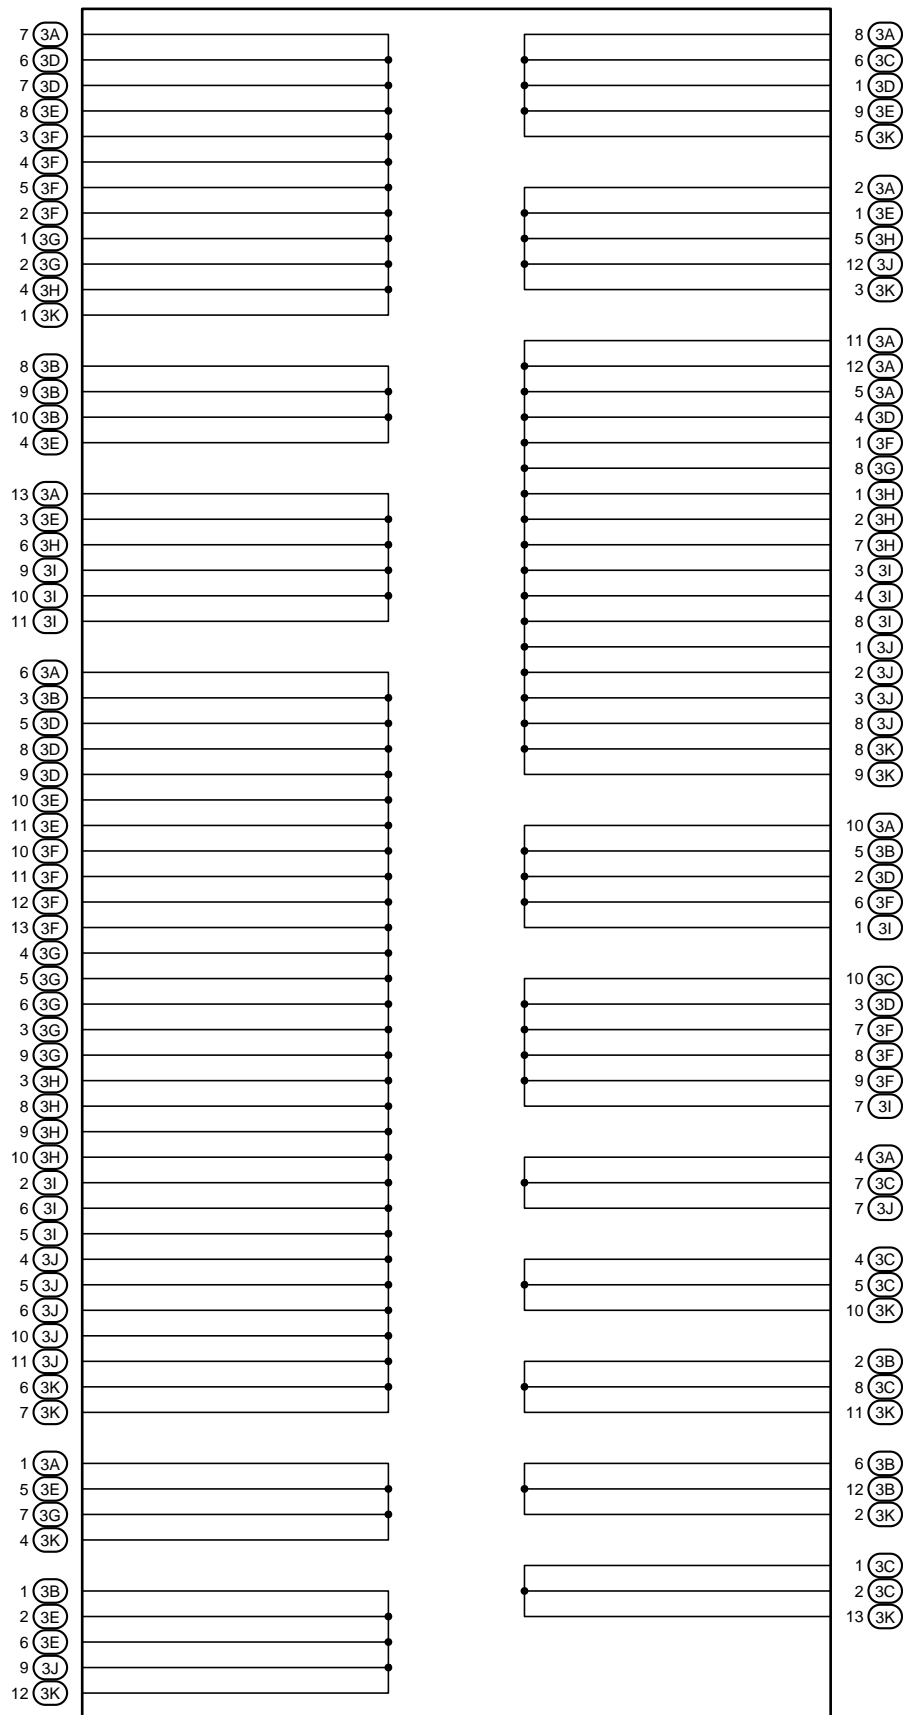 7 3A
6 3D
7 3D
8 3E
3 3F
4 3F
5 3F
2 3F
1 3G
2 3G
4 3H
1 3K
8 3B
9 3B
10 3B
4 3E
13 3A
3 3E
6 3H
9 3I
10 3I
11 3I
6 3A
3 3B
5 3D
8 3D
9 3D
10 3E
11 3E
10 3F
11 3F
12 3F
13 3F
4 3G
5 3G
6 3G
3 3G
9 3G
3 3H
8 3H
9 3H
10 3H
2 3I
6 3I
5 3I
4 3J
5 3J
6 3J
10 3J
11 3J
6 3K
7 3K
1 3A
5 3E
7 3G
4 3K
1 3B
2 3E
6 3E
9 3J
12 3K
8 3A
6 3C
1 3D
9 3E
5 3K
2 3A
1 3E
5 3H
12 3J
3 3K
11 3A
12 3A
5 3A
4 3D
1 3F
8 3G
1 3H
2 3H
7 3H
3 3I
4 3I
8 3I
1 3J
2 3J
3 3J
8 3J
8 3K
9 3K
10 3A
5 3B
2 3D
6 3F
1 3I
10 3C
3 3D
7 3F
8 3F
9 3F
7 3I
4 3A
7 3C
7 3J
4 3C
5 3C
10 3K
2 3B
8 3C
11 3K
6 3B
12 3B
2 3K
1 3C
2 3C
13 3K